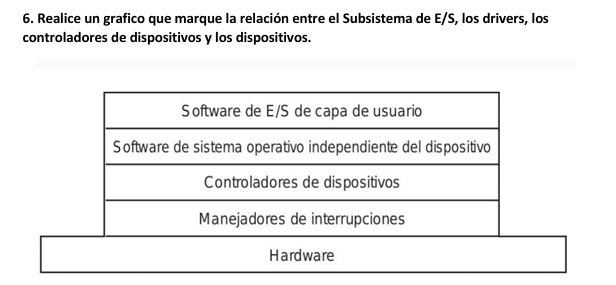 6. Realice un grafico que marque la relación entre el Subsistema de E/S, los drivers, los
controladores de dispositivos y los dispositivos.
Software de E/S de capa de usuario
Software de sistema operativo independiente del dispositivo
Controladores de dispositivos
Manejadores de interrupciones
Hardware